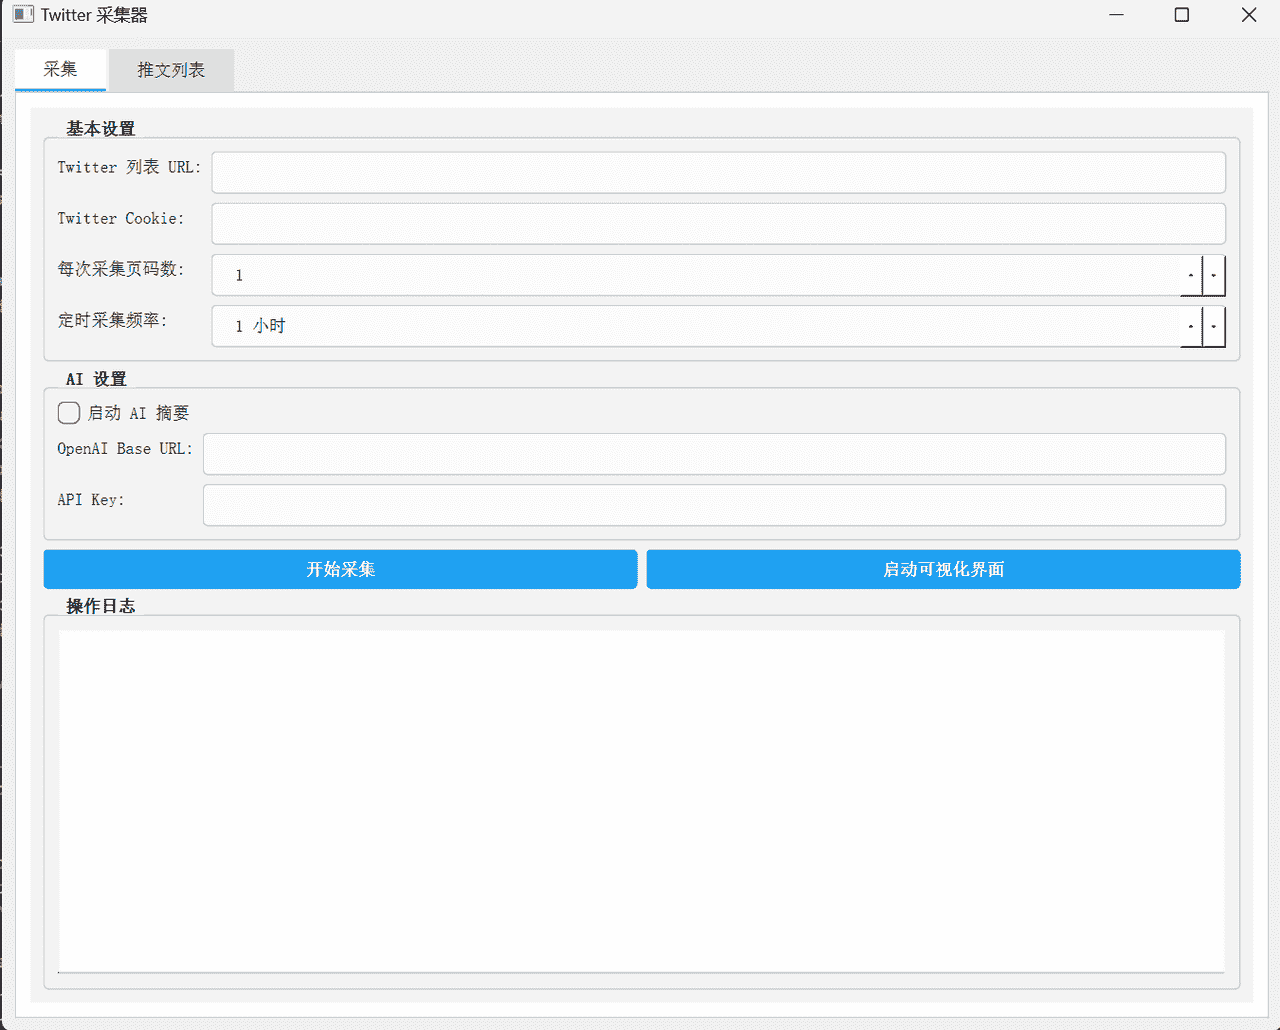 Twitter 采集器
采集
推文列表
基本设置
Twitter 列表 URL:
Twitter Cookie:
每次采集页码数:
1
定时采集频率:
1 小时
AI 设置
启动 AI 摘要
OpenAI Base URL:
API Key:
开始采集
启动可视化界面
操作日志